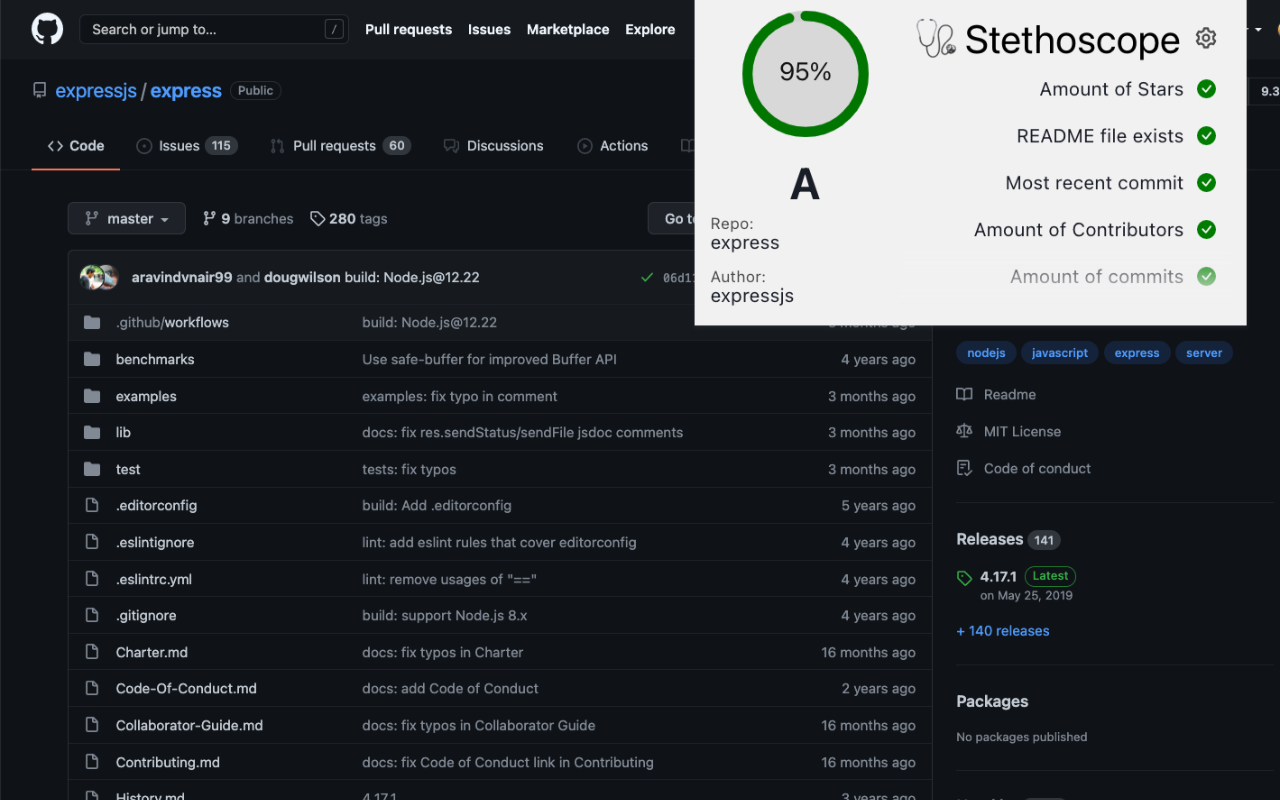 Search or jump to... / Pull requests Issues Marketplace Explore
expressjs / express Public
9.3
Code Issues 115 Pull requests 60 Discussions Actions
95%
A
Repo:
express
Author:
expressjs
Stethoscope
Amount of Stars
README file exists
Most recent commit
Amount of Contributors
Amount of commits
master 9 branches 280 tags Go to
aravindvnair99 and dougwilson build: Node.js@12.22
.github/workflows build: Node.js@12.22 months ago
benchmarks Use safe-buffer for improved Buffer API 4 years ago
examples examples: fix typo in comment 3 months ago
lib docs: fix res.sendStatus/sendFile jsdoc comments 3 months ago
test tests: fix typos 3 months ago
.editorconfig build: Add .editorconfig 5 years ago
.eslintignore lint: add eslint rules that cover editorconfig 4 years ago
.eslintrc.yml lint: remove usages of "==" 4 years ago
.gitignore build: support Node.js 8.x 4 years ago
Charter.md docs: fix typos in Charter 16 months ago
Code-Of-Conduct.md docs: add Code of Conduct 2 years ago
Collaborator-Guide.md docs: fix typos in Collaborator Guide 16 months ago
Contributing.md docs: fix Code of Conduct link in Contributing 16 months ago
History.md 4.17.1 3 years ago
nodejs javascript express server
Readme
MIT License
Code of conduct
Releases 141
4.17.1 Latest
on May 25, 2019
+ 140 releases
Packages
No packages published